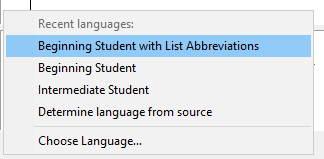 Recent languages:
Beginning Student with List Abbreviations
Beginning Student
Intermediate Student
Determine language from source
Choose Language...